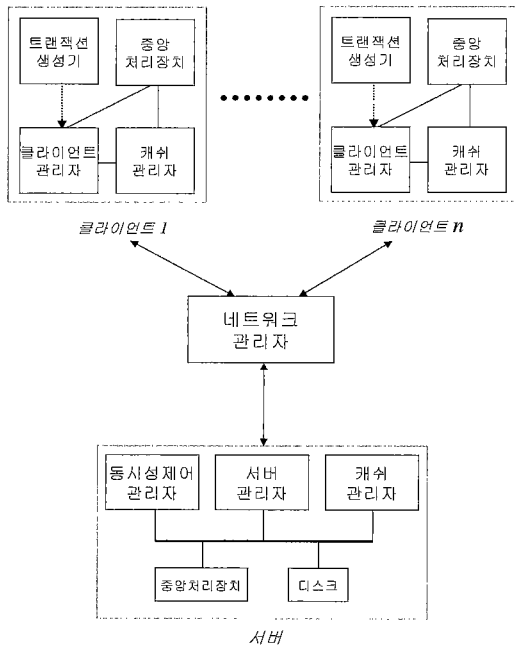 트랜잭션
생성기
중앙
처리장치
클라이언트
관리자
캐쉬
관리자
클라이언트 1
트랜잭션
생성기
중앙
처리장치
클라이언트
관리자
캐쉬
관리자
클라이언트 n
네트워크
관리자
동시성제어
관리자
서버
관리자
캐쉬
관리자
중앙처리장치
디스크
서버